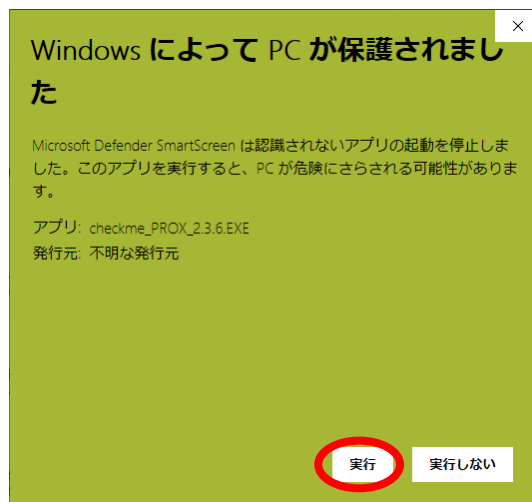 Windows によって PC が保護されまし
た
Microsoft Defender SmartScreen は認識されないアプリの起動を停止しま
した。このアプリを実行すると、PC が危険にさらされる可能性がありま
す。
アプリ: checkme_PROX_2.3.6.EXE
発行元: 不明な発行元
実行 実行しない